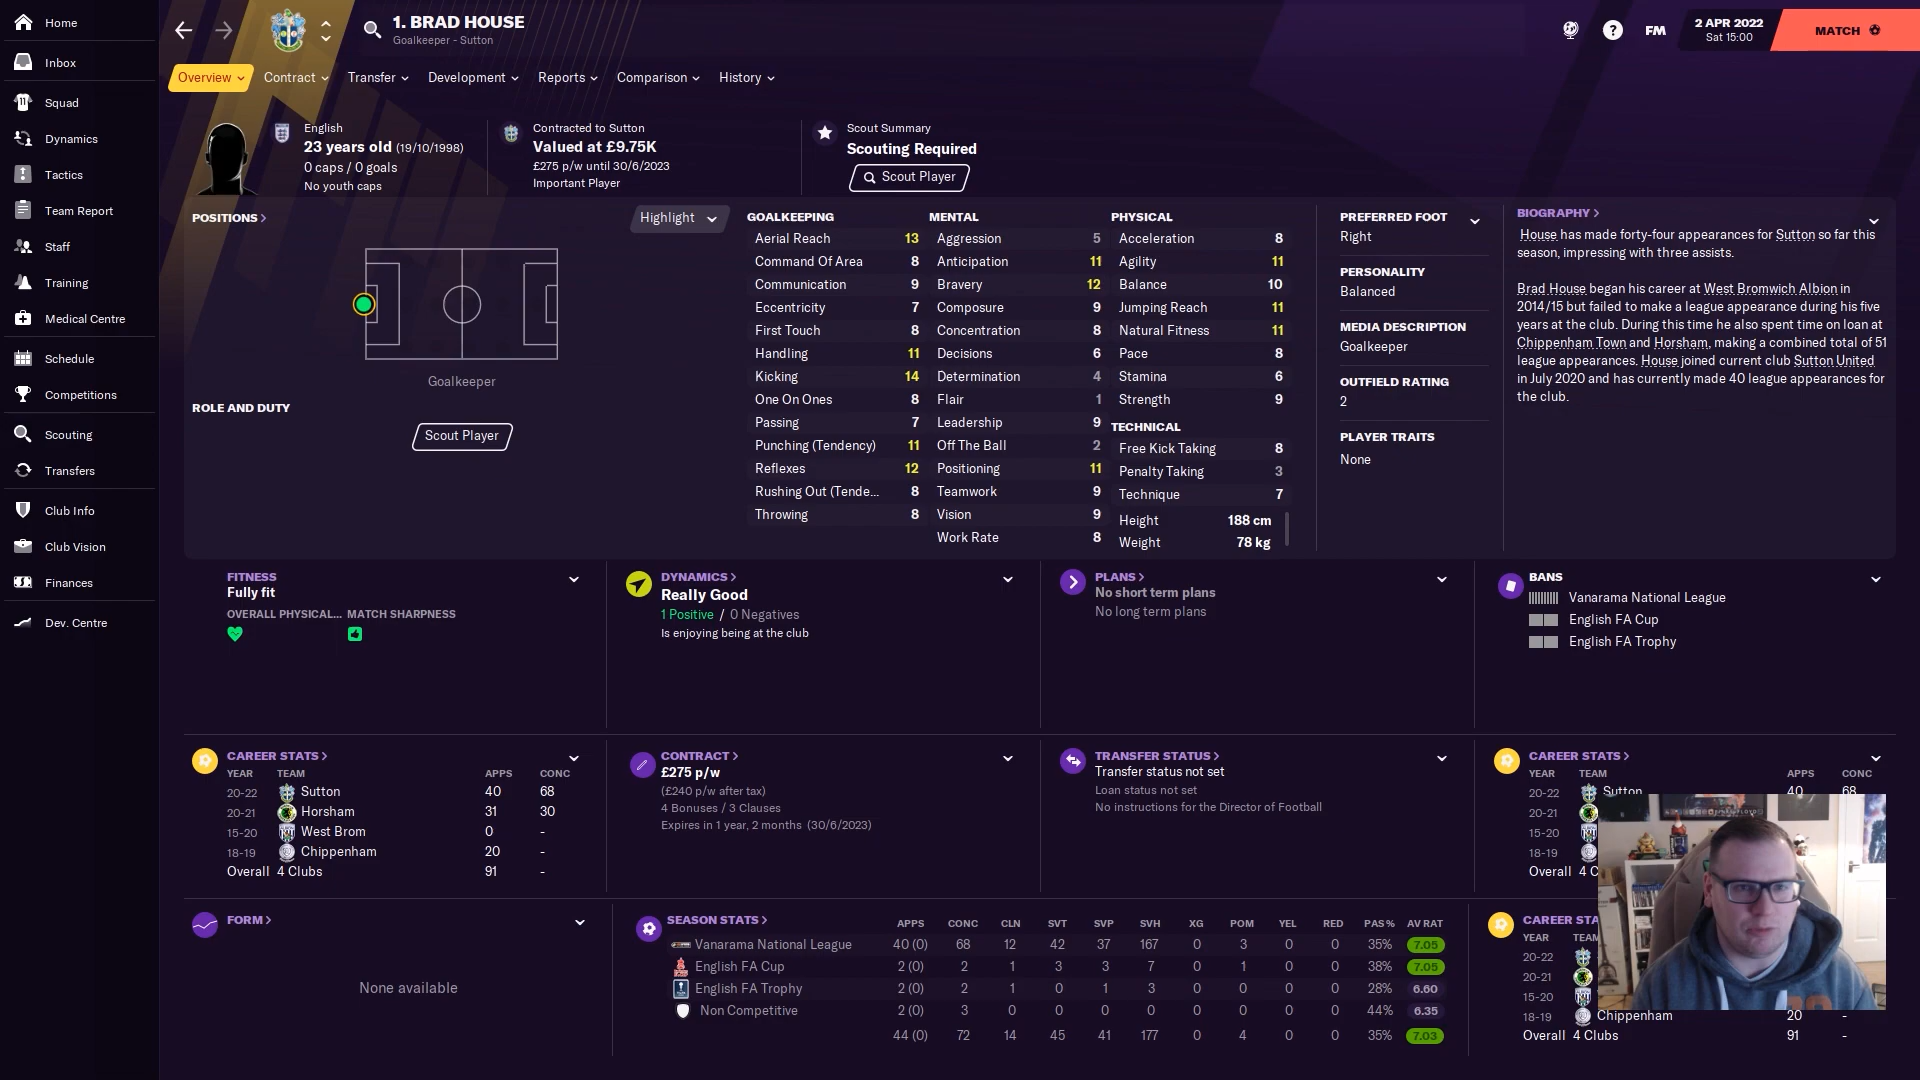 Home
Inbox
Squad
Dynamics
Tactics
Team Report
Staff
Training
Medical Centre
Schedule
Competitions
Scouting
Transfers
Club Info
Club Vision
Finances
Dev. Centre
1. BRAD HOUSE
Goalkeeper - Sutton
FM
2 APR 2022
Sat 15:00
MATCH
Overview
Contract
Transfer
Development
Reports
Comparison
History
English
23 years old (19/10/1998)
0 caps / 0 goals
No youth caps
Contracted to Sutton
Valued at £9.75K
£275 p/w until 30/6/2023
Important Player
Scout Summary
Scouting Required
Scout Player
POSITIONS >
Highlight
Goalkeeper
ROLE AND DUTY
Scout Player
GOALKEEPING
Aerial Reach 13
Command Of Area 8
Communication 9
Eccentricity 7
First Touch 8
Handling 11
Kicking 14
One On Ones 8
Passing 7
Punching (Tendency) 11
Reflexes 12
Rushing Out (Tende... 8
Throwing 8
MENTAL
Aggression 5
Anticipation 11
Bravery 12
Composure 9
Concentration 8
Decisions 6
Determination 4
Flair 1
Leadership 9
Off The Ball 2
Positioning 11
Teamwork 9
Vision 9
Work Rate 8
PHYSICAL
Acceleration 8
Agility 11
Balance 10
Jumping Reach 11
Natural Fitness 11
Pace 8
Stamina 6
Strength 9
TECHNICAL
Free Kick Taking 8
Penalty Taking 3
Technique 7
Height 188 cm
Weight 78 kg
PREFERRED FOOT
Right
PERSONALITY
Balanced
MEDIA DESCRIPTION
Goalkeeper
OUTFIELD RATING
2
PLAYER TRAITS
None
BIOGRAPHY >
House has made forty-four appearances for Sutton so far this
season, impressing with three assists.
Brad House began his career at West Bromwich Albion in
2014/15 but failed to make a league appearance during his five
years at the club. During this time he also spent time on loan at
Chippenham Town and Horsham, making a combined total of 51
league appearances. House joined current club Sutton United
in July 2020 and has currently made 40 league appearances for
the club.
FITNESS
Fully fit
OVERALL PHYSICAL... MATCH SHARPNESS
DYNAMICS >
Really Good
1 Positive / 0 Negatives
Is enjoying being at the club
PLANS >
No short term plans
No long term plans
BANS
Vanarama National League
English FA Cup
English FA Trophy
CAREER STATS >
YEAR TEAM APPS CONC
20-22 Sutton 40 68
20-21 Horsham 31 30
15-20 West Brom 0 -
18-19 Chippenham 20 -
Overall 4 Clubs 91 -
CONTRACT >
£275 p/w
(£240 p/w after tax)
4 Bonuses / 3 Clauses
Expires in 1 year, 2 months (30/6/2023)
TRANSFER STATUS >
Transfer status not set
Loan status not set
No instructions for the Director of Football
CAREER STATS >
YEAR TEAM APPS CONC
20-22 Sutton 40 68
20-21
15-20
18-19
Overall 4 C
FORM >
None available
SEASON STATS > APPS CONC CLN SVT SVP SVH XG POM YEL RED PAS% AV RAT
Vanarama National League 40 (0) 68 12 42 37 167 0 3 0 0 35% 7.05
English FA Cup 2 (0) 2 1 3 3 7 0 1 0 0 38% 7.05
English FA Trophy 2 (0) 2 1 0 1 3 0 0 0 0 28% 6.60
Non Competitive 2 (0) 3 0 0 0 0 0 0 0 0 44% 6.35
44 (0) 72 14 45 41 177 0 4 0 0 35% 7.03
CAREER STA
YEAR TEAM
20-22
20-21
15-20
18-19 Chippenham 20 -
Overall 4 Clubs 91 -